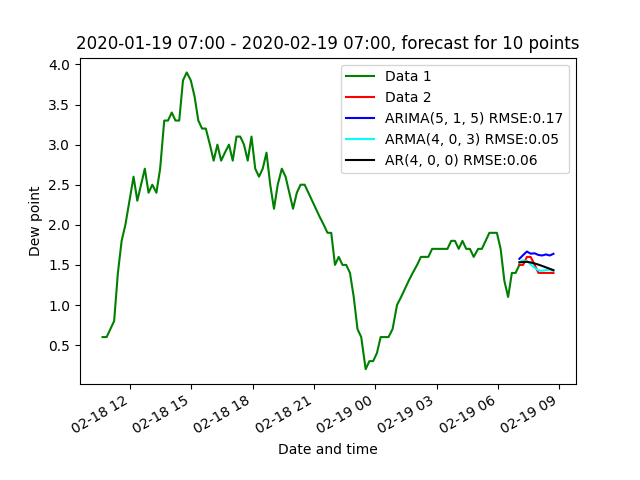 2020-01-19 07:00 - 2020-02-19 07:00, forecast for 10 points
4.0
3.5
3.0
2.5
2.0
1.5
1.0
0.5
Dew point
Data 1
Data 2
ARIMA(5, 1, 5) RMSE:0.17
ARMA(4, 0, 3) RMSE:0.05
AR(4, 0, 0) RMSE:0.06
02-18 12
02-18 15
02-18 18
02-18 21
02-19 00
02-19 03
02-19 06
02-19 09
Date and time